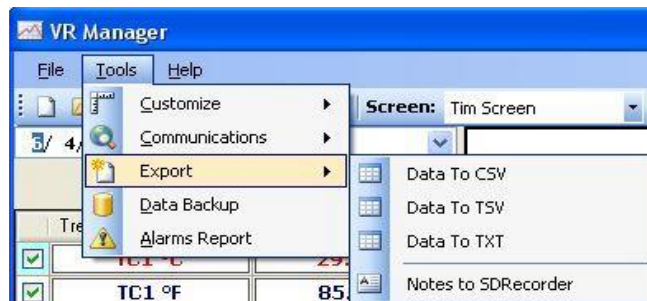 VR Manager
File Tools Help
Customize
Screen: Tim Screen
Communications
Export
Data To CSV
Data Backup
Data To TSV
Alarms Report
Data To TXT
Notes to SDRecorder
TC1 °F 85.